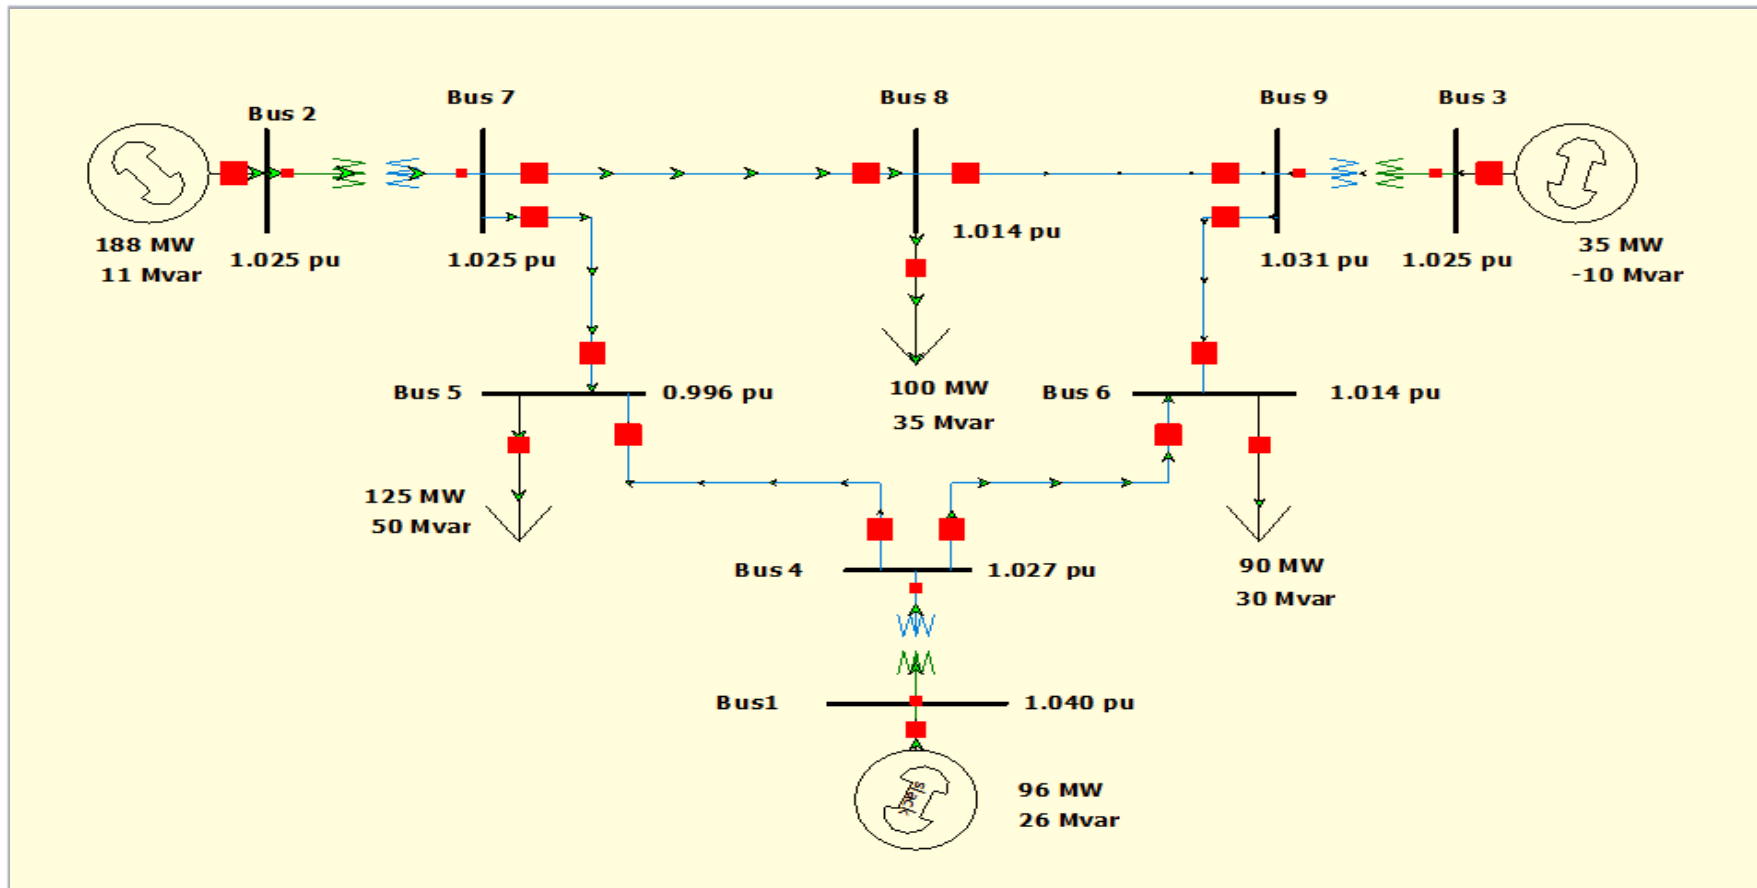 Bus 7
Bus 8
Bus 9
Bus 3
Bus 2
188 MW
11 Mvar
1.025 pu
1.025 pu
1.014 pu
1.031 pu
1.025 pu
35 MW
-10 Mvar
Bus 5
0.996 pu
100 MW
35 Mvar
Bus 6
1.014 pu
125 MW
50 Mvar
Bus 4
1.027 pu
90 MW
30 Mvar
Bus1
1.040 pu
slack
96 MW
26 Mvar